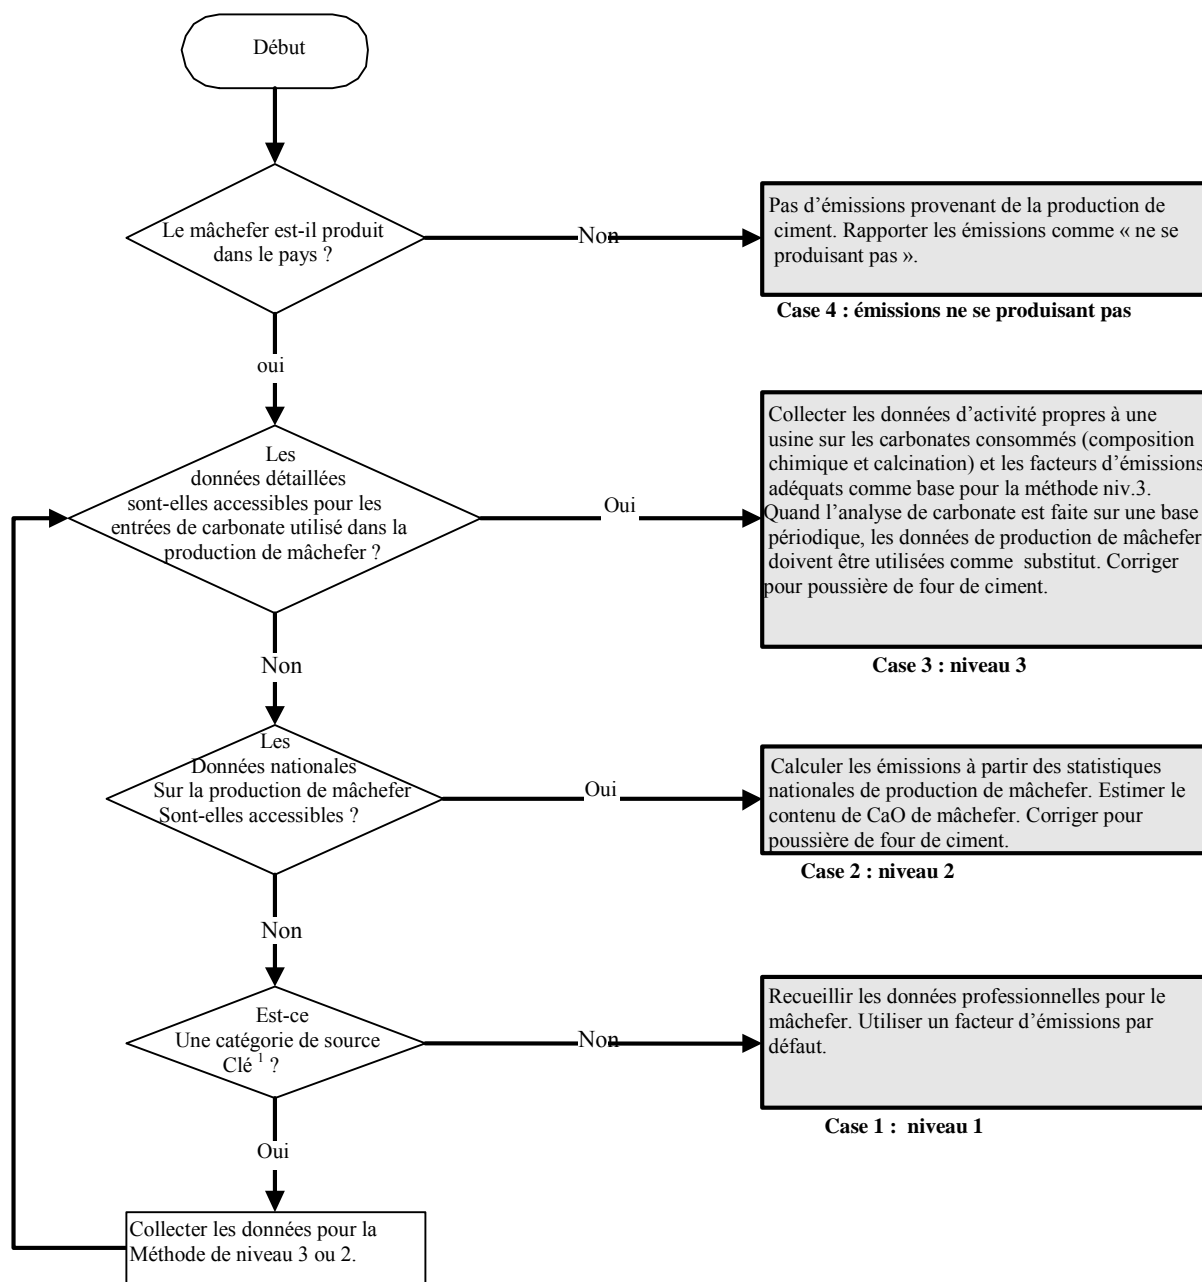 Début
Le mâchefer est-il produit
dans le pays ?
Non
Pas d’émissions provenant de la production de
ciment. Rapporter les émissions comme « ne se
produisant pas ».
Case 4 : émissions ne se produisant pas
oui
Les
données détaillées
sont-elles accessibles pour les
entrées de carbonate utilisé dans la
production de mâchefer ?
Oui
Collecter les données d’activité propres à une
usine sur les carbonates consommés (composition
chimique et calcination) et les facteurs d’émissions
adéquats comme base pour la méthode niv.3.
Quand l’analyse de carbonate est faite sur une base
périodique, les données de production de mâchefer
doivent être utilisées comme substitut. Corriger
pour poussière de four de ciment.
Case 3 : niveau 3
Non
Les
Données nationales
Sur la production de mâchefer
Sont-elles accessibles ?
Oui
Calculer les émissions à partir des statistiques
nationales de production de mâchefer. Estimer le
contenu de CaO de mâchefer. Corriger pour
poussière de four de ciment.
Case 2 : niveau 2
Non
Est-ce
Une catégorie de source
Clé ¹ ?
Non
Recueillir les données professionnelles pour le
mâchefer. Utiliser un facteur d’émissions par
défaut.
Case 1 : niveau 1
Oui
Collecter les données pour la
Méthode de niveau 3 ou 2.